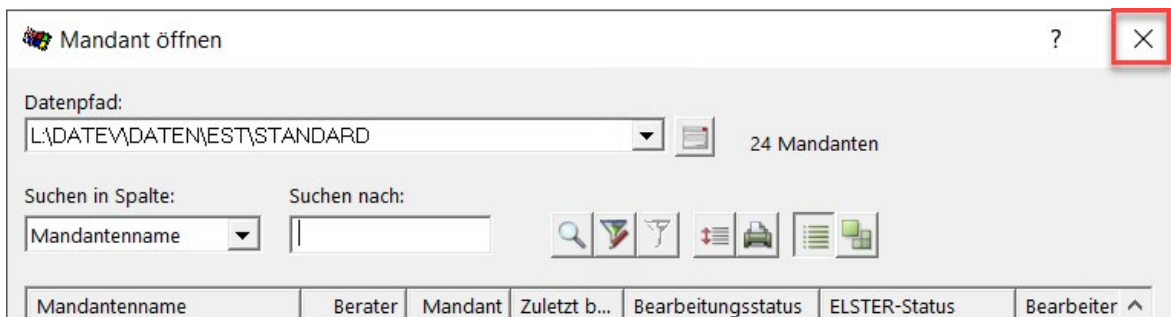 Mandant öffnen ?
Datenpfad:
L:\DATEV\DATEN\EST\STANDARD 24 Mandanten
Suchen in Spalte: Suchen nach:
Mandantenname
Mandantenname Berater Mandant Zuletzt b... Bearbeitungsstatus ELSTER-Status Bearbeiter